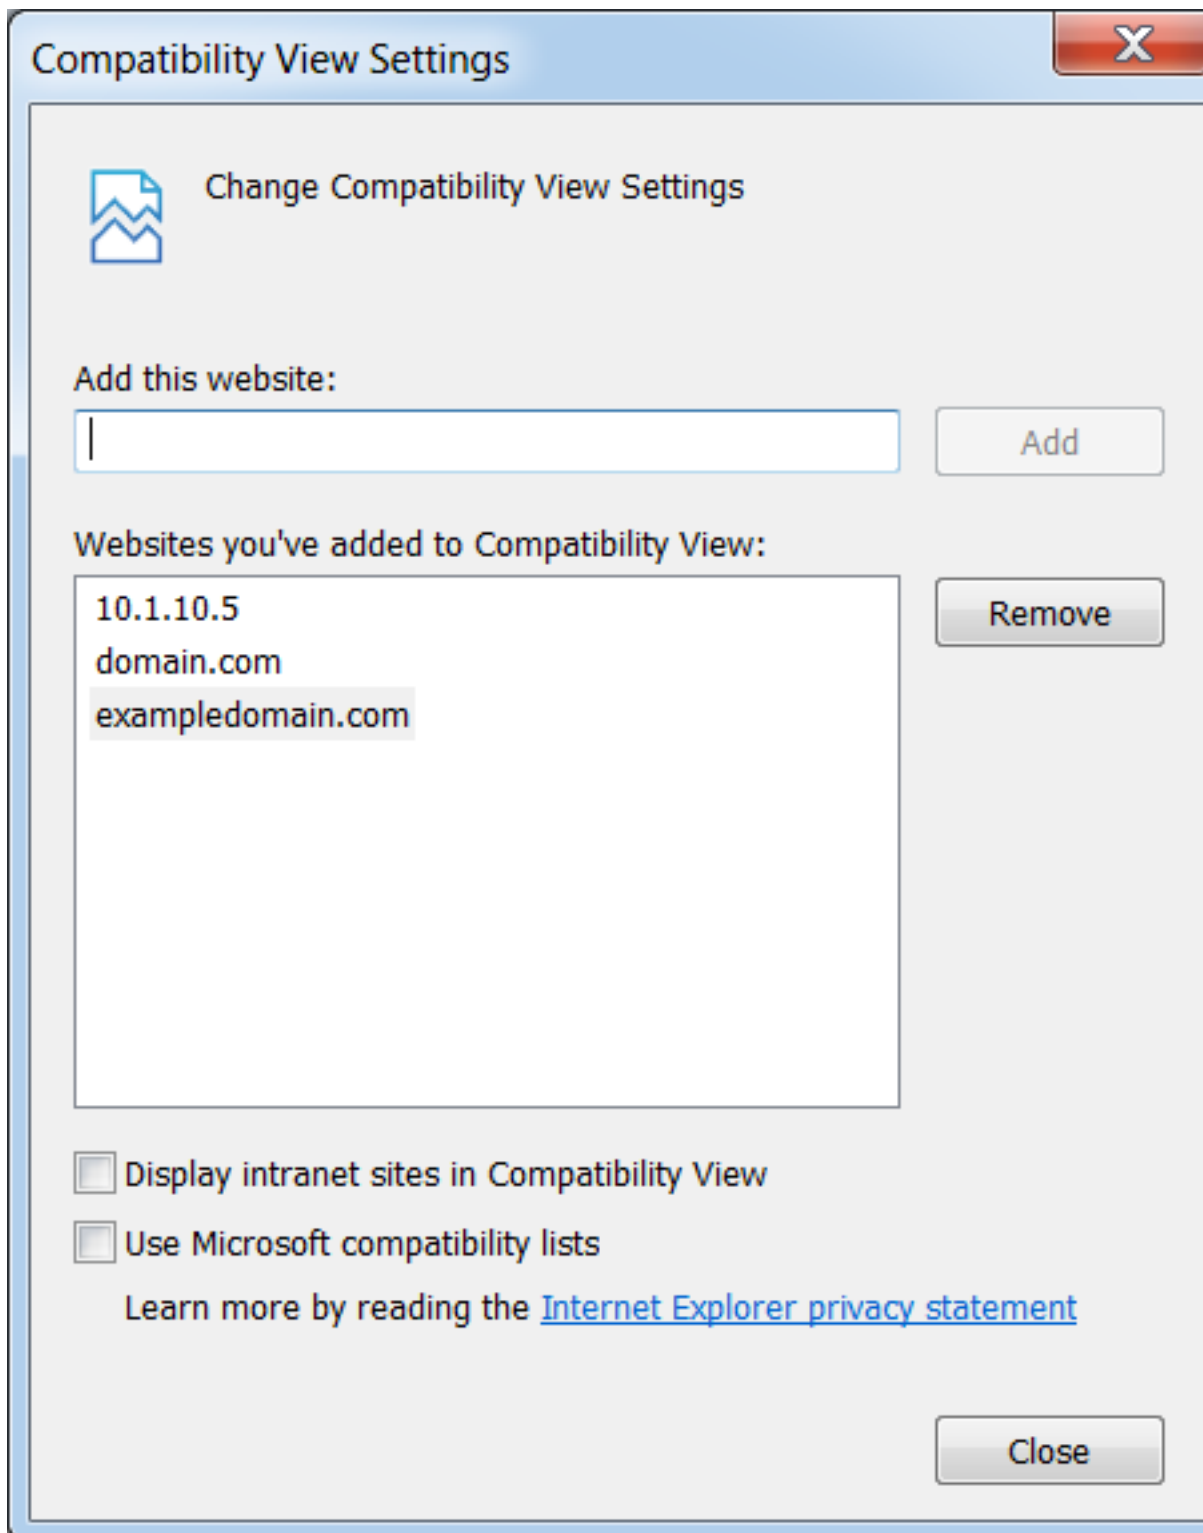 Compatibility View Settings
Change Compatibility View Settings
Add this website:
Add
Websites you've added to Compatibility View:
10.1.10.5
Remove
domain.com
exampledomain.com
Display intranet sites in Compatibility View
Use Microsoft compatibility lists
Learn more by reading the Internet Explorer privacy statement
Close